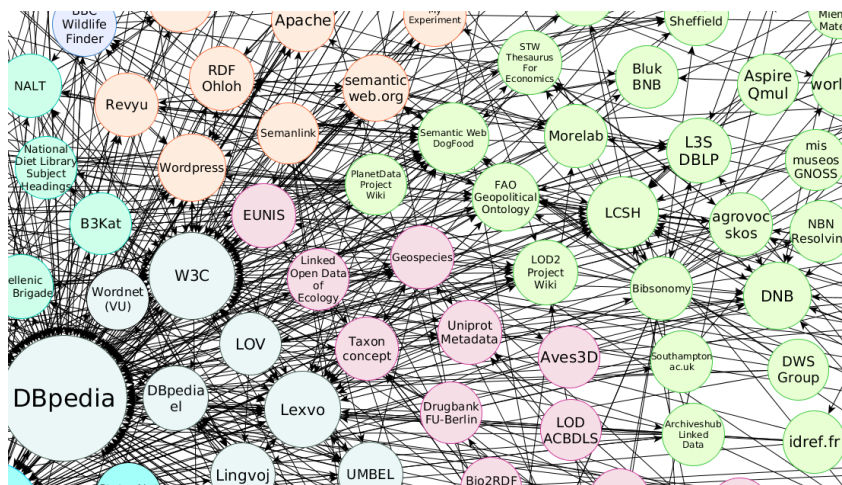 BBC
Wildlife
Finder
Apache
My
Experiment
Sheffield
NALT
RDF
Ohloh
semantic
web.org
STW
Thesaurus
For
Economics
Bluk
BNB
Aspire
Qmul
Revyu
Semanlink
Semantic Web
DogFood
Morelab
L3S
DBLP
National
Diet Library
Subject
Headings
Wordpress
PlanetData
Project
Wiki
mis
museos
GNOSS
EUNIS
FAO
Geopolitical
Ontology
LCSH
agrovoc
skos
NBN
Resolving
B3Kat
W3C
Linked
Open Data
of
Ecology
Geospecies
LOD2
Project
Wiki
Bibsonomy
DNB
ellenic
Brigade
Wordnet
(VU)
LOV
Taxon
concept
Uniprot
Metadata
Aves3D
Southampton
ac.uk
DWS
Group
DBpedia
DBpedia
el
Lexvo
Drugbank
FU-Berlin
LOD
ACBDLS
Archiveshub
Linked
Data
idref.fr
Lingvoj
UMBEL
Bio2RDF